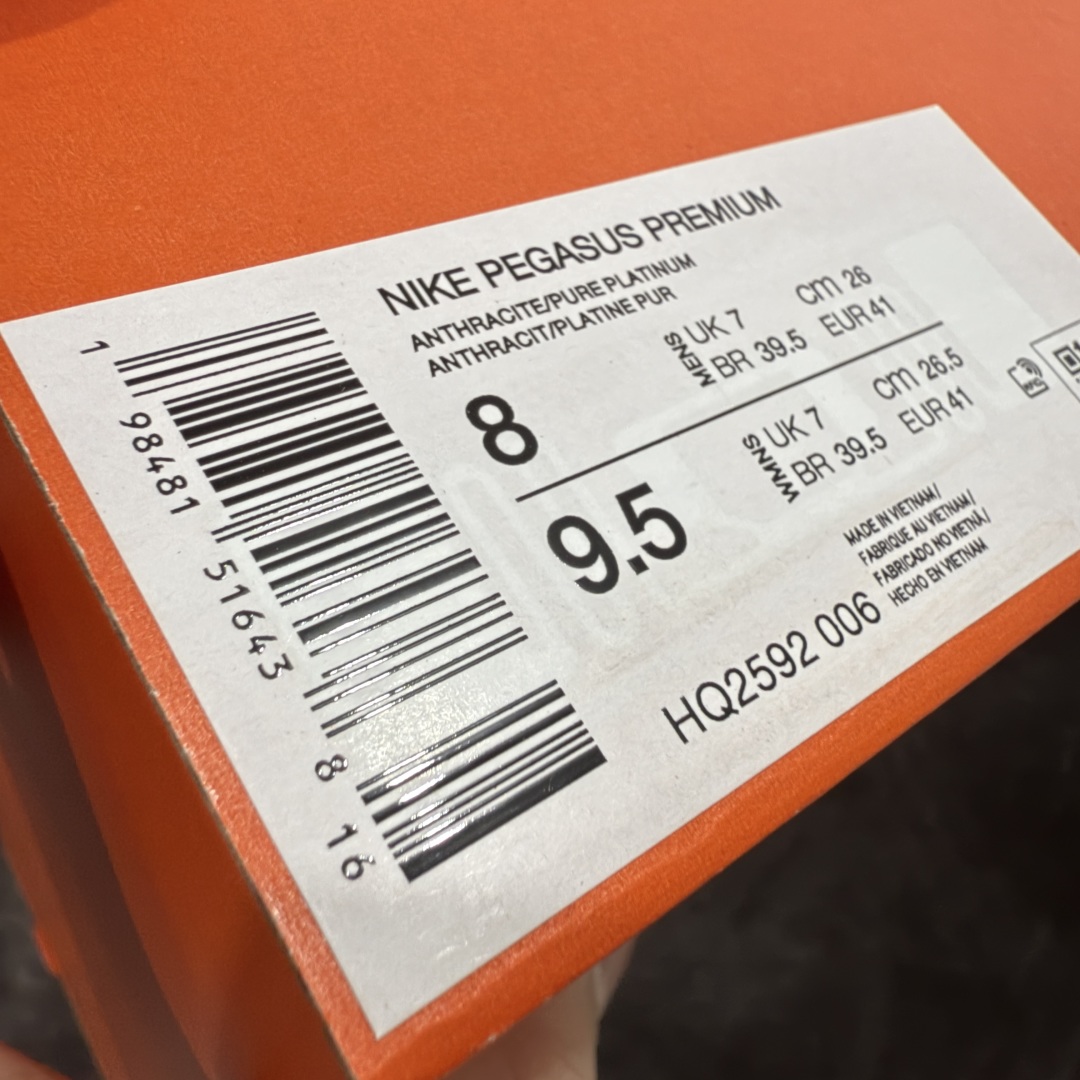 NIKE PEGASUS PREMIUM
ANTHRACITE/PURE PLATINUM
ANTHRACIT/PLATINE PUR
8
MENS
UK 7
cm 26
BR 39.5
EUR 41
9.5
WMNS
UK 7
cm 26.5
BR 39.5
EUR 41
MADE IN VIETNAM/
FABRIQUE AU VIETNAM/
FABRICADO NO VIETNÃ/
HECHO EN VIETNAM
HQ2592 006
1 98481 51643 8 16